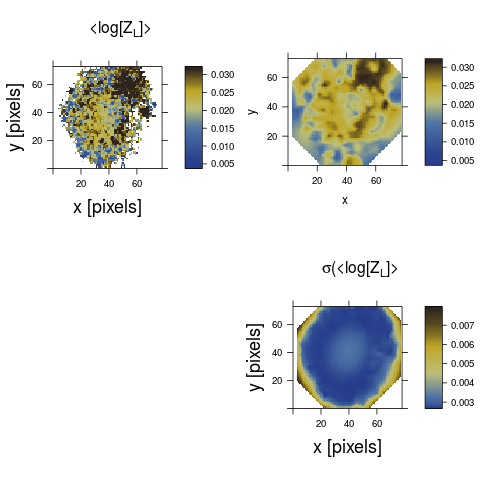 <log[Z_L]>
y [pixels]
60
40
20
20 40 60
x [pixels]
0.030
0.025
0.020
0.015
0.010
0.005
y
60
40
20
20 40 60
x
0.030
0.025
0.020
0.015
0.010
0.005
σ(<log[Z_L]>
y [pixels]
60
40
20
20 40 60
x [pixels]
0.007
0.006
0.005
0.004
0.003